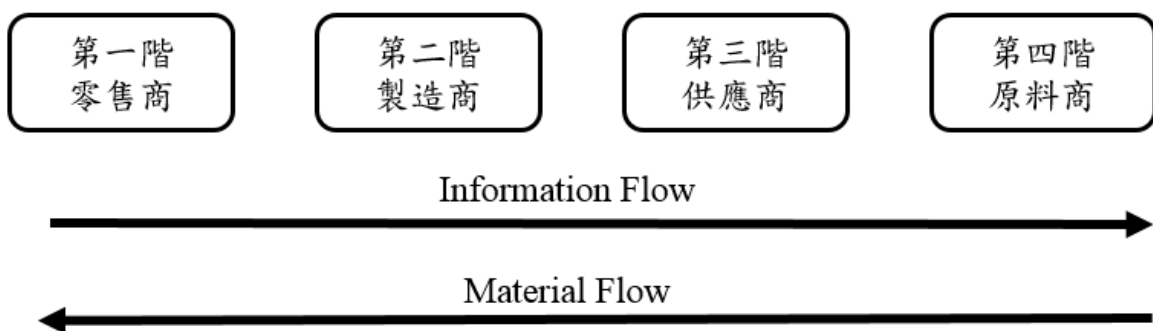 第一階
零售商
第二階
製造商
第三階
供應商
第四階
原料商
Information Flow
Material Flow